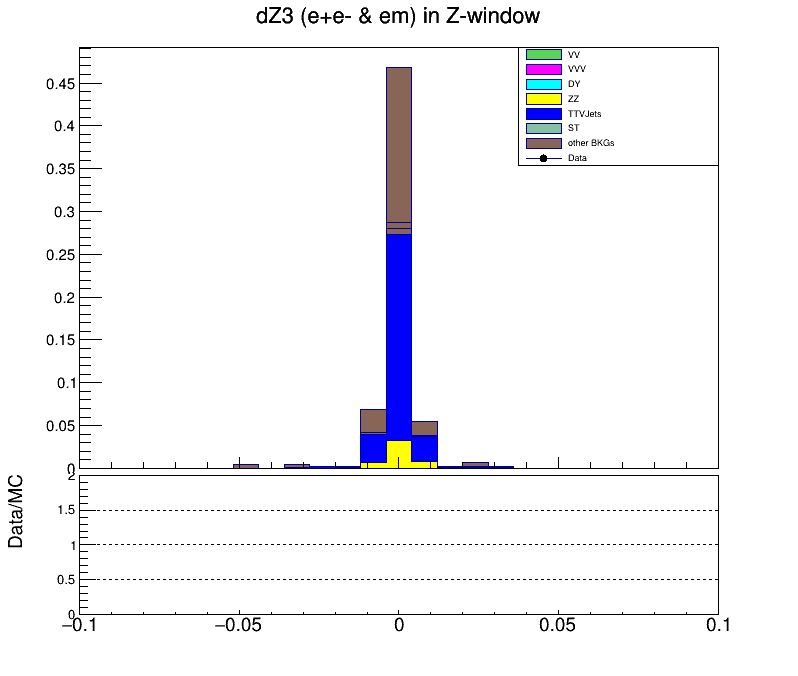 dZ3 (e+e- & em) in Z-window
VV
VVV
DY
ZZ
TTVJets
ST
other BKGs
Data
0.45
0.4
0.35
0.3
0.25
0.2
0.15
0.1
0.05
0
2
1.5
1
0.5
0
Data/MC
−0.1 −0.05 0 0.05 0.1